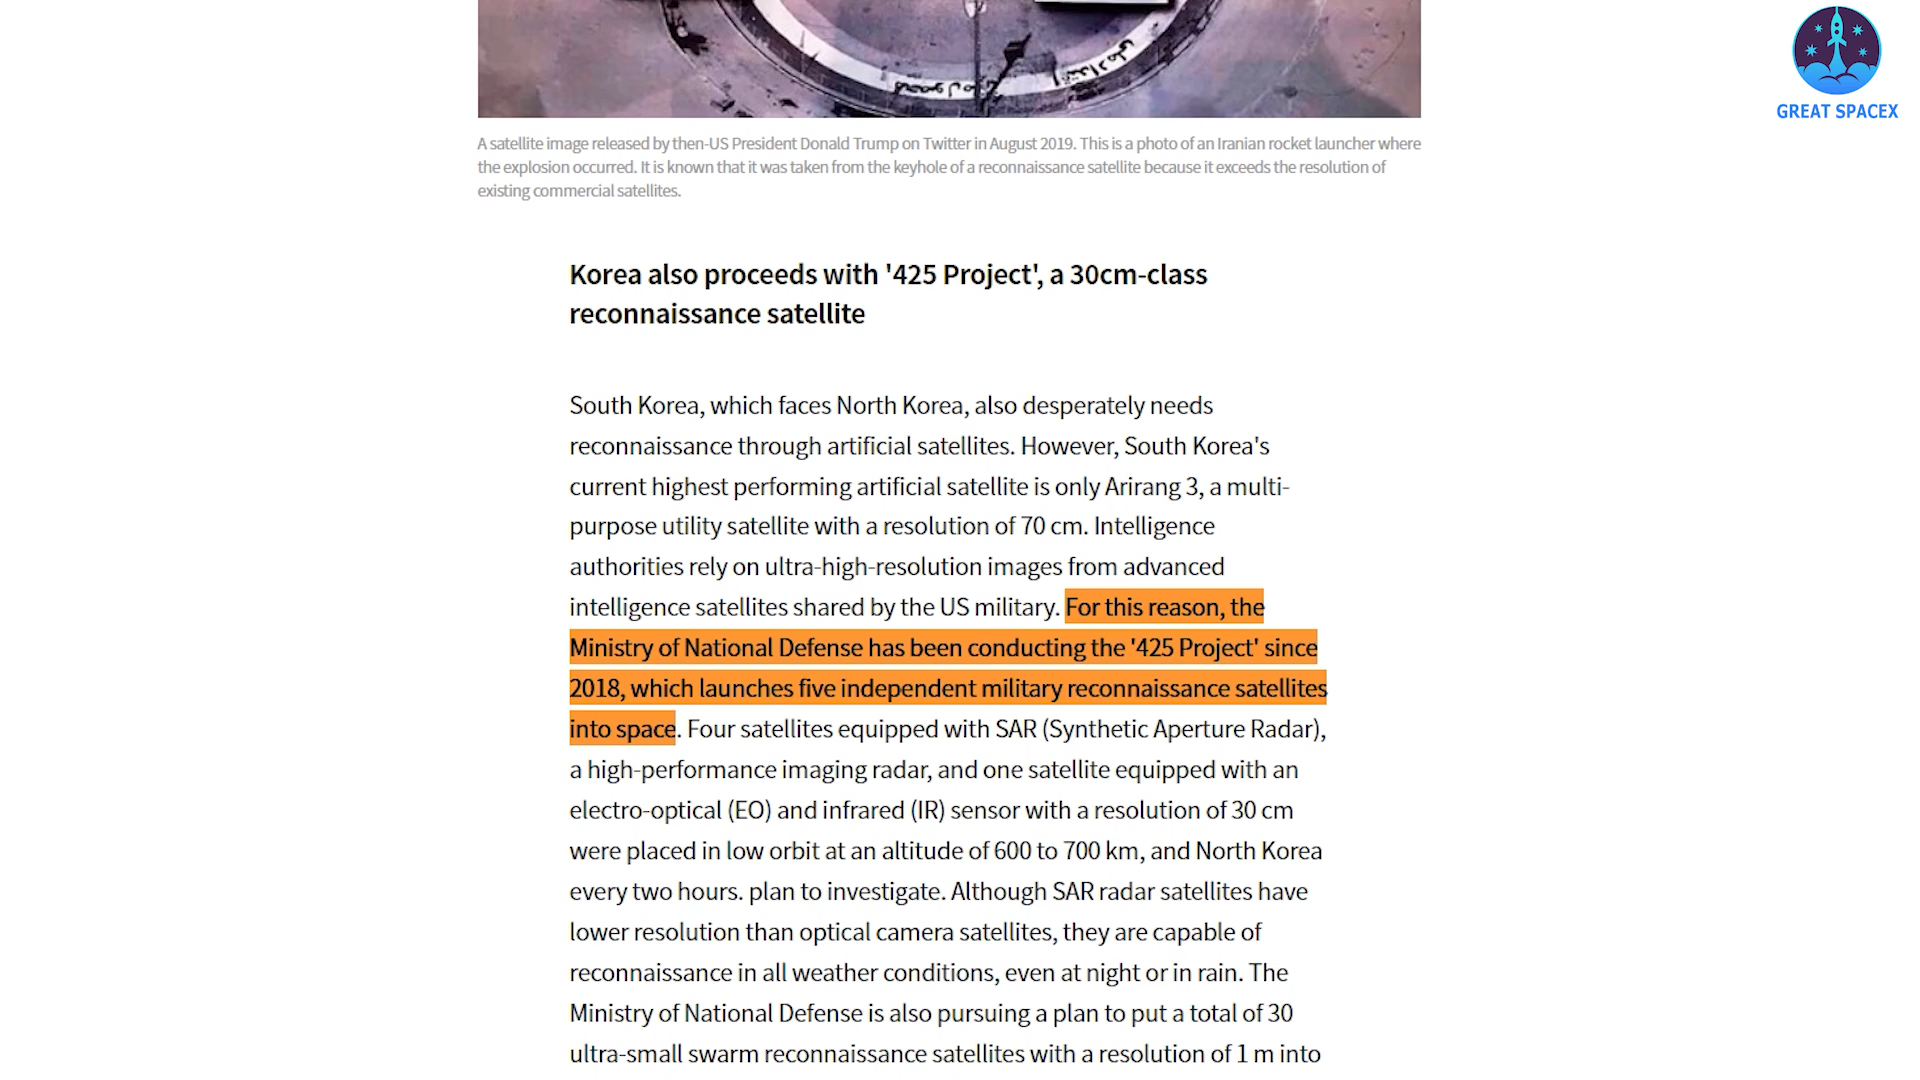 GREAT SPACEX
A satellite image released by then-US President Donald Trump on Twitter in August 2019. This is a photo of an Iranian rocket launcher where
the explosion occurred. It is known that it was taken from the keyhole of a reconnaissance satellite because it exceeds the resolution of
existing commercial satellites.
Korea also proceeds with '425 Project', a 30cm-class
reconnaissance satellite
South Korea, which faces North Korea, also desperately needs
reconnaissance through artificial satellites. However, South Korea's
current highest performing artificial satellite is only Arirang 3, a multi-
purpose utility satellite with a resolution of 70 cm. Intelligence
authorities rely on ultra-high-resolution images from advanced
intelligence satellites shared by the US military. For this reason, the
Ministry of National Defense has been conducting the '425 Project' since
2018, which launches five independent military reconnaissance satellites
into space. Four satellites equipped with SAR (Synthetic Aperture Radar),
a high-performance imaging radar, and one satellite equipped with an
electro-optical (EO) and infrared (IR) sensor with a resolution of 30 cm
were placed in low orbit at an altitude of 600 to 700 km, and North Korea
every two hours. plan to investigate. Although SAR radar satellites have
lower resolution than optical camera satellites, they are capable of
reconnaissance in all weather conditions, even at night or in rain. The
Ministry of National Defense is also pursuing a plan to put a total of 30
ultra-small swarm reconnaissance satellites with a resolution of 1 m into